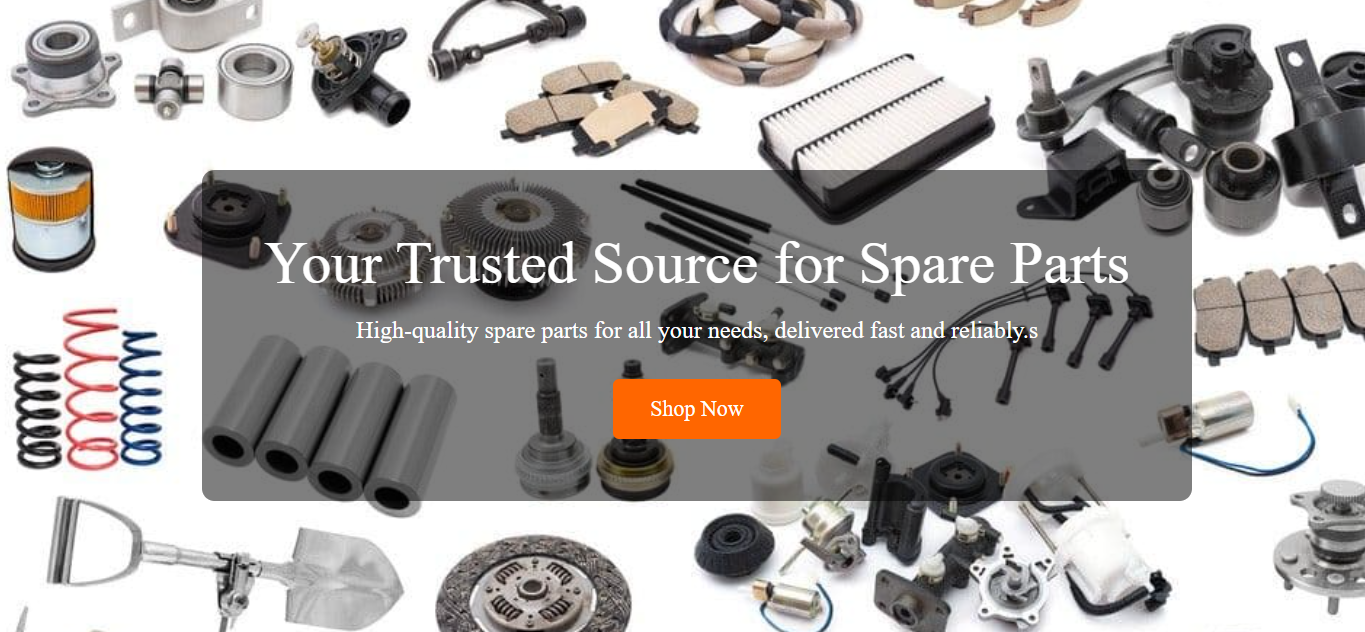 Your Trusted Source for Spare Parts
High-quality spare parts for all your needs, delivered fast and reliably.s
Shop Now